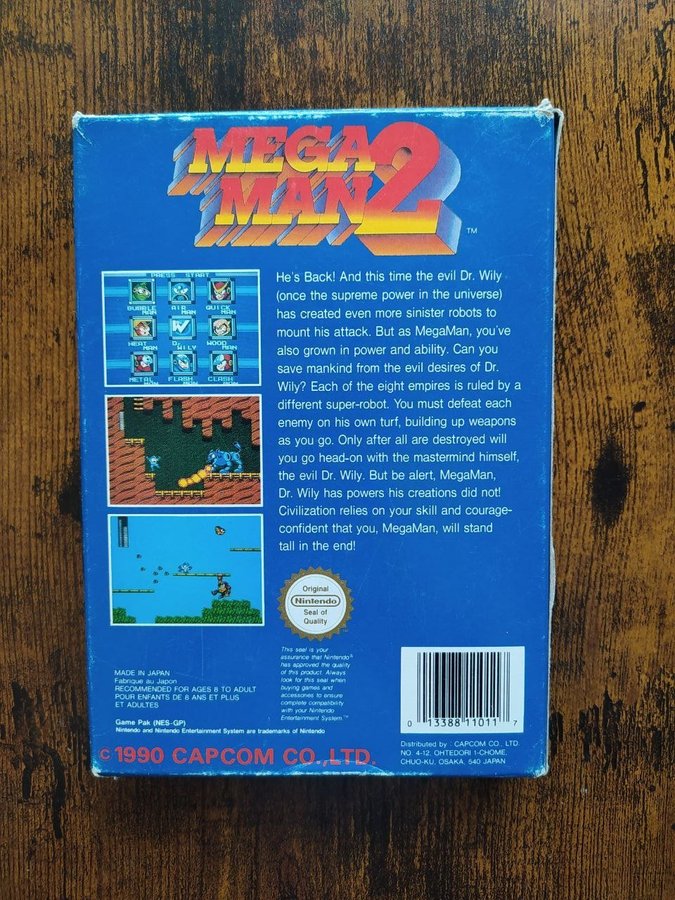 MEGA
MAN 2
TM
PRESS START
BUBBLE MAN
AIR MAN
QUICK MAN
HEAT MAN
D. WILY
WOOD MAN
METAL MAN
FLASH MAN
CLASH MAN
He's Back! And this time the evil Dr. Wily
(once the supreme power in the universe)
has created even more sinister robots to
mount his attack. But as MegaMan, you've
also grown in power and ability. Can you
save mankind from the evil desires of Dr.
Wily? Each of the eight empires is ruled by a
different super-robot. You must defeat each
enemy on his own turf, building up weapons
as you go. Only after all are destroyed will
you go head-on with the mastermind himself,
the evil Dr. Wily. But be alert, MegaMan,
Dr. Wily has powers his creations did not!
Civilization relies on your skill and courage-
confident that you, MegaMan, will stand
tall in the end!
Original
Nintendo
Seal of
Quality
This seal is your
assurance that Nintendo®
has approved the quality
of this product. Always
look for this seal when
buying games and
accessories to ensure
complete compatibility
with your Nintendo
Entertainment System.™
MADE IN JAPAN
Fabriqué au Japon
RECOMMENDED FOR AGES 8 TO ADULT
POUR ENFANTS DE 8 ANS ET PLUS
ET ADULTES
Game Pak (NES-GP)
Nintendo and Nintendo Entertainment System are trademarks of Nintendo
© 1990 CAPCOM CO., LTD.
0 13388 11011 7
Distributed by : CAPCOM CO., LTD.
NO. 4-12, OHTEDORI 1-CHOME,
CHUO-KU, OSAKA, 540 JAPAN